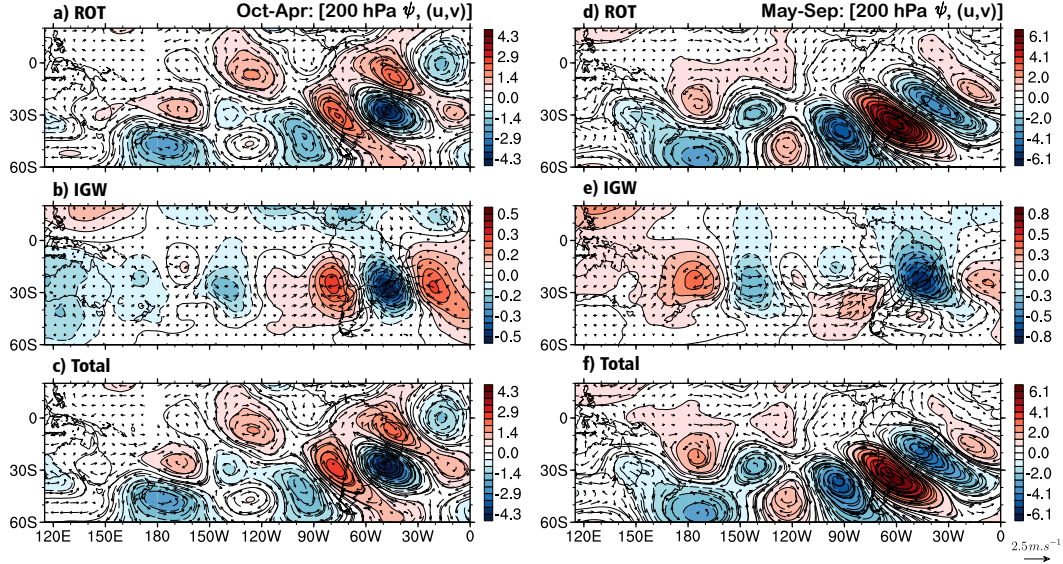 a) ROT Oct-Apr: [200 hPa ψ, (u,v)]
0
30S
60S
4.3
2.9
1.4
0.0
-1.4
-2.9
-4.3
d) ROT May-Sep: [200 hPa ψ, (u,v)]
0
30S
60S
6.1
4.1
2.0
0.0
-2.0
-4.1
-6.1
b) IGW
0
30S
60S
0.5
0.3
0.2
0.0
-0.2
-0.3
-0.5
e) IGW
0
30S
60S
0.8
0.6
0.3
0.0
-0.3
-0.6
-0.8
c) Total
0
30S
60S
4.3
2.9
1.4
0.0
-1.4
-2.9
-4.3
120E 150E 180 150W 120W 90W 60W 30W 0
f) Total
0
30S
60S
6.1
4.1
2.0
0.0
-2.0
-4.1
-6.1
120E 150E 180 150W 120W 90W 60W 30W 0
2.5m.s⁻¹